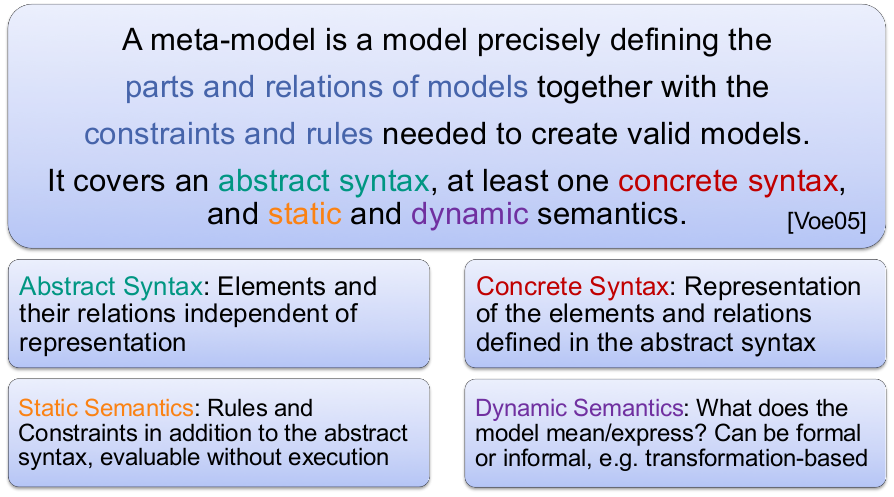 A meta-model is a model precisely defining the
parts and relations of models together with the
constraints and rules needed to create valid models.
It covers an abstract syntax, at least one concrete syntax,
and static and dynamic semantics.
[Voe05]
Abstract Syntax: Elements and
their relations independent of
representation
Concrete Syntax: Representation
of the elements and relations
defined in the abstract syntax
Static Semantics: Rules and
Constraints in addition to the abstract
syntax, evaluable without execution
Dynamic Semantics: What does the
model mean/express? Can be formal
or informal, e.g. transformation-based